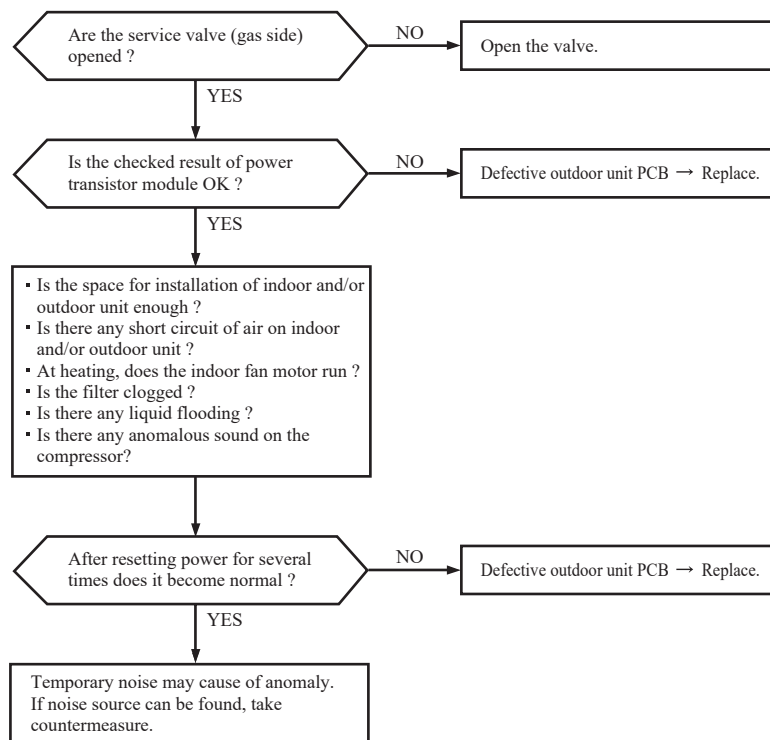 Are the service valve (gas side)
opened ?
NO
Open the valve.
YES
Is the checked result of power
transistor module OK ?
NO
Defective outdoor unit PCB → Replace.
YES
・Is the space for installation of indoor and/or
outdoor unit enough ?
・Is there any short circuit of air on indoor
and/or outdoor unit ?
・At heating, does the indoor fan motor run ?
・Is the filter clogged ?
・Is there any liquid flooding ?
・Is there any anomalous sound on the
compressor?
After resetting power for several
times does it become normal ?
NO
Defective outdoor unit PCB → Replace.
YES
Temporary noise may cause of anomaly.
If noise source can be found, take
countermeasure.